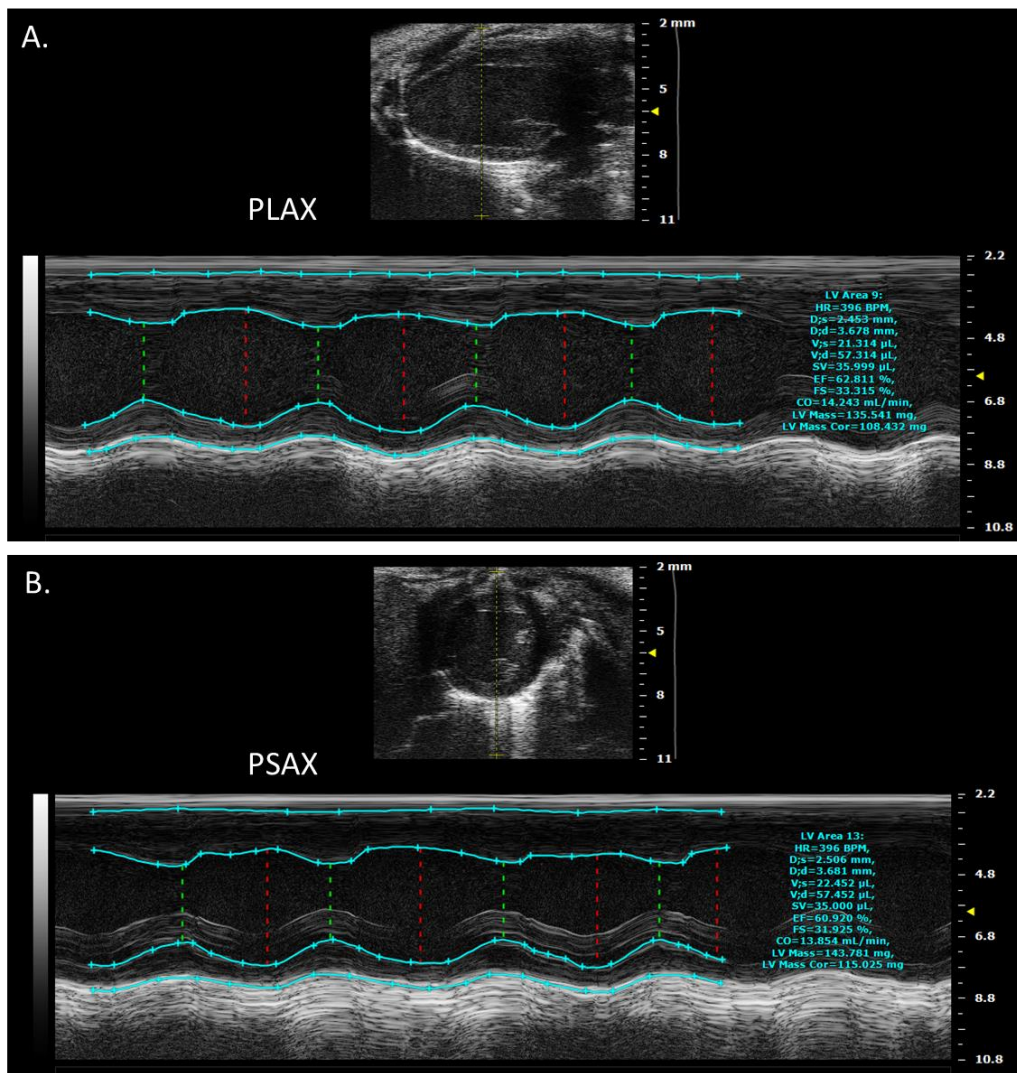 A.
2 mm
5
8
11
PLAX
2.2
4.8
6.8
8.8
10.8
LV Area 9:
HR=396 BPM,
D;s=2.453 mm,
D;d=3.678 mm,
V;s=21.314 µL,
V;d=57.314 µL,
SV=35.999 µL,
EF=62.811 %,
FS=33.315 %,
CO=14.243 mL/min,
LV Mass=135.541 mg,
LV Mass Cor=108.432 mg
B.
2 mm
5
8
11
PSAX
2.2
4.8
6.8
8.8
10.8
LV Area 13:
HR=396 BPM,
D;s=2.506 mm,
D;d=3.681 mm,
V;s=22.452 µL,
V;d=57.452 µL,
SV=35.000 µL,
EF=60.920 %,
FS=31.925 %,
CO=13.854 mL/min,
LV Mass=143.781 mg,
LV Mass Cor=115.025 mg